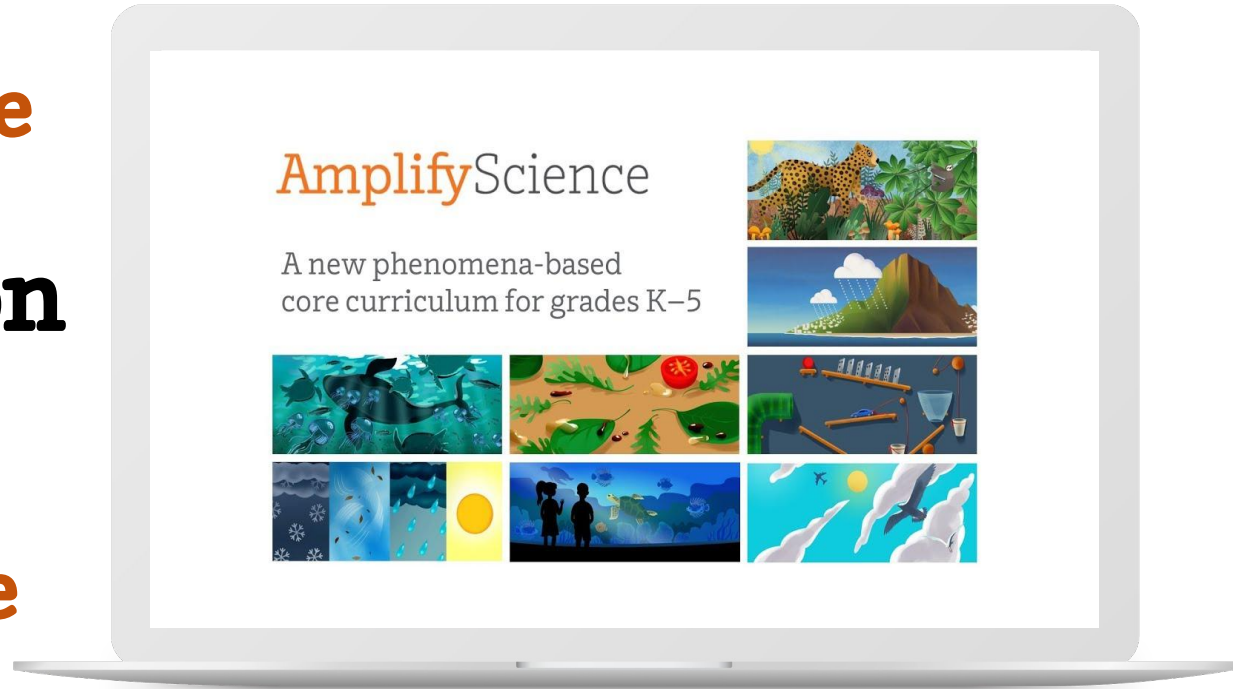 AmplifyScience
A new phenomena-based
core curriculum for grades K–5